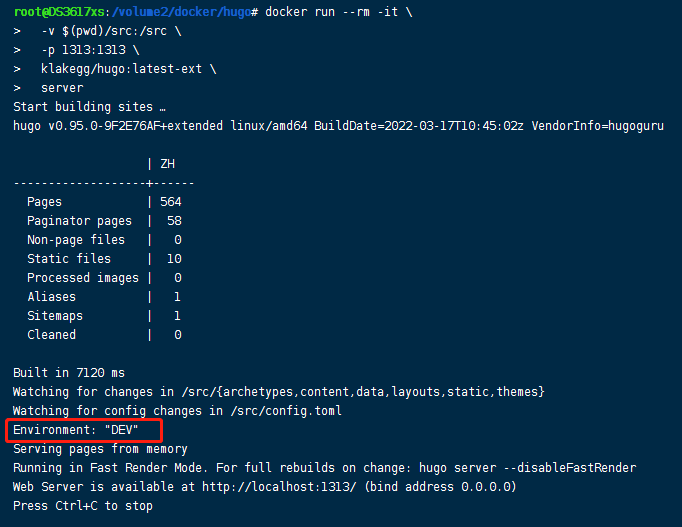 root@DS3617xs:/volume2/docker/hugo# docker run --rm -it \
>   -v $(pwd)/src:/src \
>   -p 1313:1313 \
>   klakegg/hugo:latest-ext \
>   server
Start building sites …
hugo v0.95.0-9F2E76AF+extended linux/amd64 BuildDate=2022-03-17T10:45:02z VendorInfo=hugoguru
                   | ZH
-------------------+------
  Pages            | 564
  Paginator pages  |  58
  Non-page files   |   0
  Static files     |  10
  Processed images |   0
  Aliases          |   1
  Sitemaps         |   1
  Cleaned          |   0
Built in 7120 ms
Watching for changes in /src/{archetypes,content,data,layouts,static,themes}
Watching for config changes in /src/config.toml
Environment: "DEV"
Serving pages from memory
Running in Fast Render Mode. For full rebuilds on change: hugo server --disableFastRender
Web Server is available at http://localhost:1313/ (bind address 0.0.0.0)
Press Ctrl+C to stop